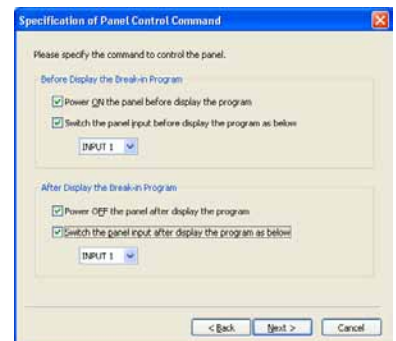 Specification of Panel Control Command
Please specify the command to control the panel.
Before Display the Break-in Program
Power ON the panel before display the program
Switch the panel input before display the program as below
INPUT 1
After Display the Break-in Program
Power OFF the panel after display the program
Switch the panel input after display the program as below
INPUT 1
< Back Next > Cancel